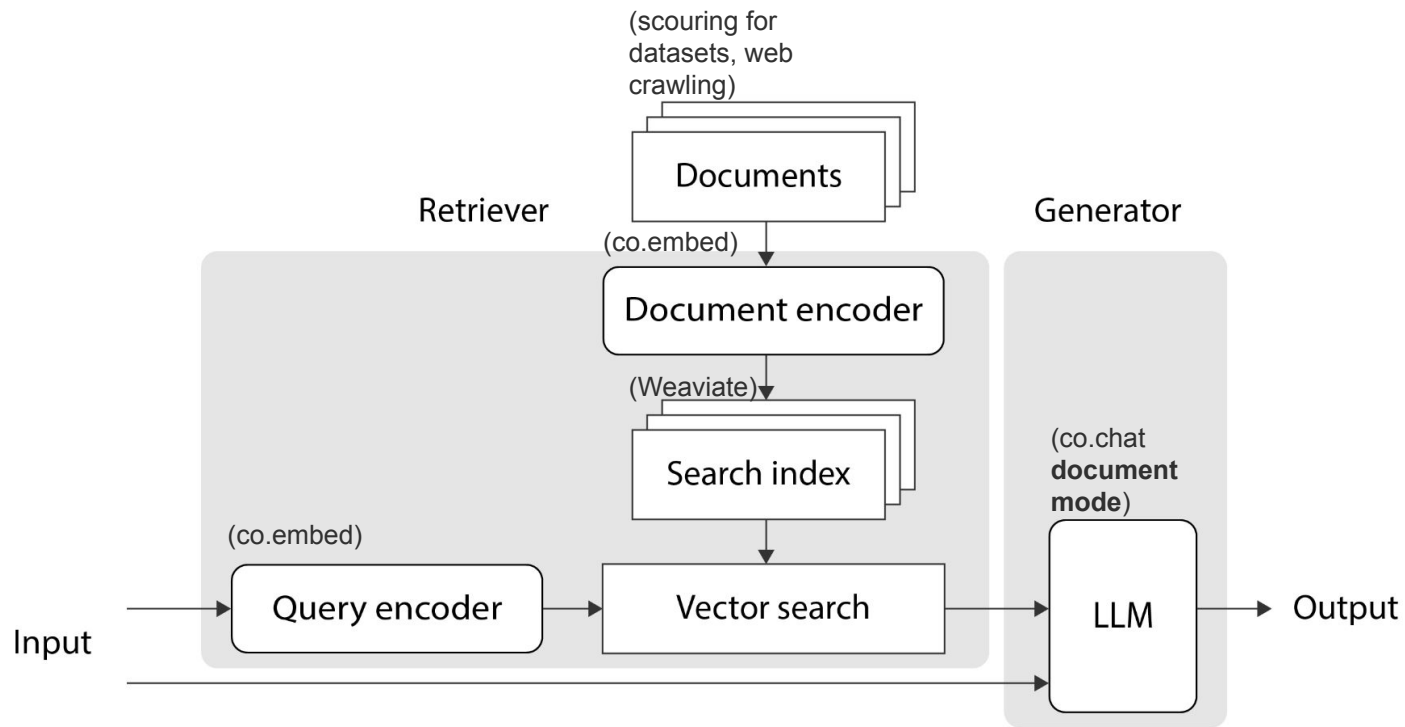 (scouring for
datasets, web
crawling)
Documents
Retriever
Generator
(co.embed)
Document encoder
(Weaviate)
Search index
(co.chat
document
mode)
(co.embed)
Query encoder
Vector search
LLM
Output
Input